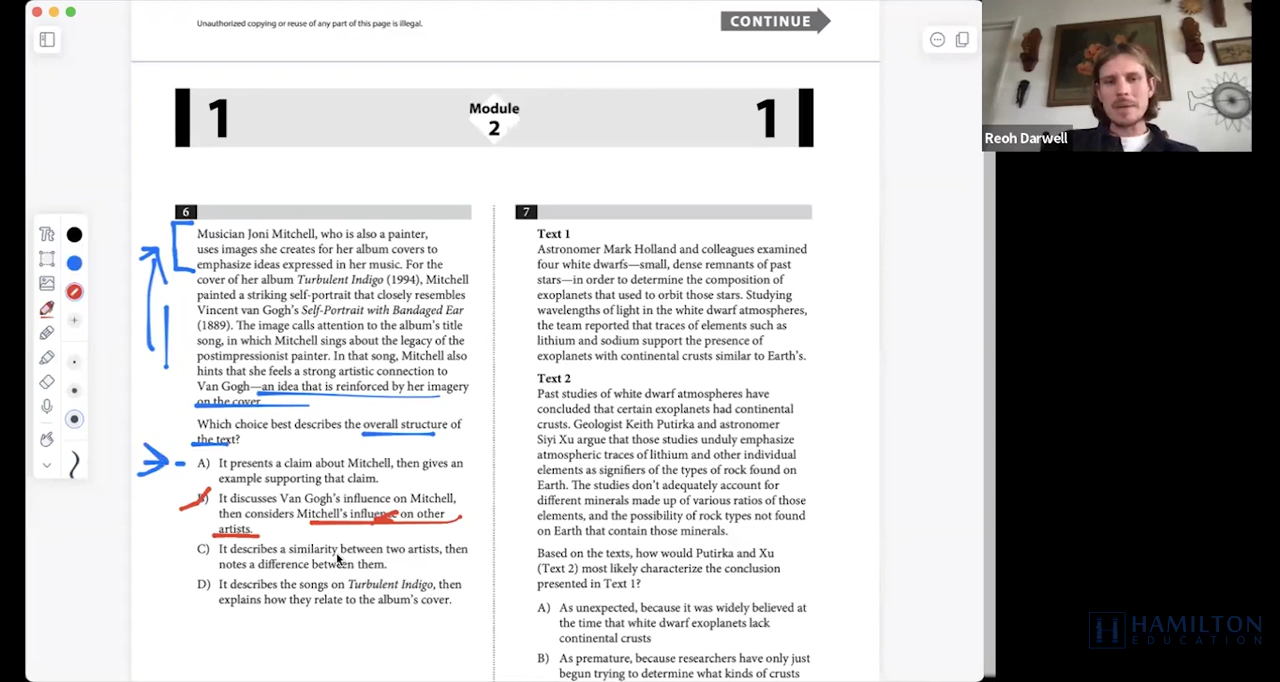 Unauthorized copying or reuse of any part of this page is illegal.
CONTINUE
1
Module
2
1
6
Musician Joni Mitchell, who is also a painter,
uses images she creates for her album covers to
emphasize ideas expressed in her music. For the
cover of her album Turbulent Indigo (1994), Mitchell
painted a striking self-portrait that closely resembles
Vincent van Gogh's Self-Portrait with Bandaged Ear
(1889). The image calls attention to the album's title
song, in which Mitchell sings about the legacy of the
postimpressionist painter. In that song, Mitchell also
hints that she feels a strong artistic connection to
Van Gogh—an idea that is reinforced by her imagery
on the cover.
Which choice best describes the overall structure of
the text?
A) It presents a claim about Mitchell, then gives an
example supporting that claim.
B) It discusses Van Gogh's influence on Mitchell,
then considers Mitchell's influence on other
artists.
C) It describes a similarity between two artists, then
notes a difference between them.
D) It describes the songs on Turbulent Indigo, then
explains how they relate to the album's cover.
7
Text 1
Astronomer Mark Holland and colleagues examined
four white dwarfs—small, dense remnants of past
stars—in order to determine the composition of
exoplanets that used to orbit those stars. Studying
wavelengths of light in the white dwarf atmospheres,
the team reported that traces of elements such as
lithium and sodium support the presence of
exoplanets with continental crusts similar to Earth's.
Text 2
Past studies of white dwarf atmospheres have
concluded that certain exoplanets had continental
crusts. Geologist Keith Putirka and astronomer
Siyi Xu argue that those studies unduly emphasize
atmospheric traces of lithium and other individual
elements as signifiers of the types of rock found on
Earth. The studies don't adequately account for
different minerals made up of various ratios of those
elements, and the possibility of rock types not found
on Earth that contain those minerals.
Based on the texts, how would Putirka and Xu
(Text 2) most likely characterize the conclusion
presented in Text 1?
A) As unexpected, because it was widely believed at
the time that white dwarf exoplanets lack
continental crusts
B) As premature, because researchers have only just
begun trying to determine what kinds of crusts
Reoh Darwell
Tt
HAMILTON
EDUCATION